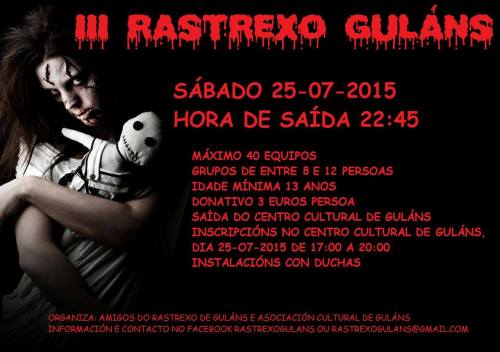 III RASTREXO GULÁNS
SÁBADO 25-07-2015
HORA DE SAÍDA 22:45
MÁXIMO 40 EQUIPOS
GRUPOS DE ENTRE 8 E 12 PERSOAS
IDADE MÍNIMA 13 ANOS
DONATIVO 3 EUROS PERSOA
SAÍDA DO CENTRO CULTURAL DE GULÁNS
INSCRIPCIÓNS NO CENTRO CULTURAL DE GULÁNS,
DIA 25-07-2015 DE 17:00 A 20:00
INSTALACIÓNS CON DUCHAS
ORGANIZA: AMIGOS DO RASTREXO DE GULÁNS E ASOCIACIÓN CULTURAL DE GULÁNS
INFORMACIÓN E CONTACTO NO FACEBOOK RASTREXOGULANS OU RASTREXOGULANS@GMAIL.COM